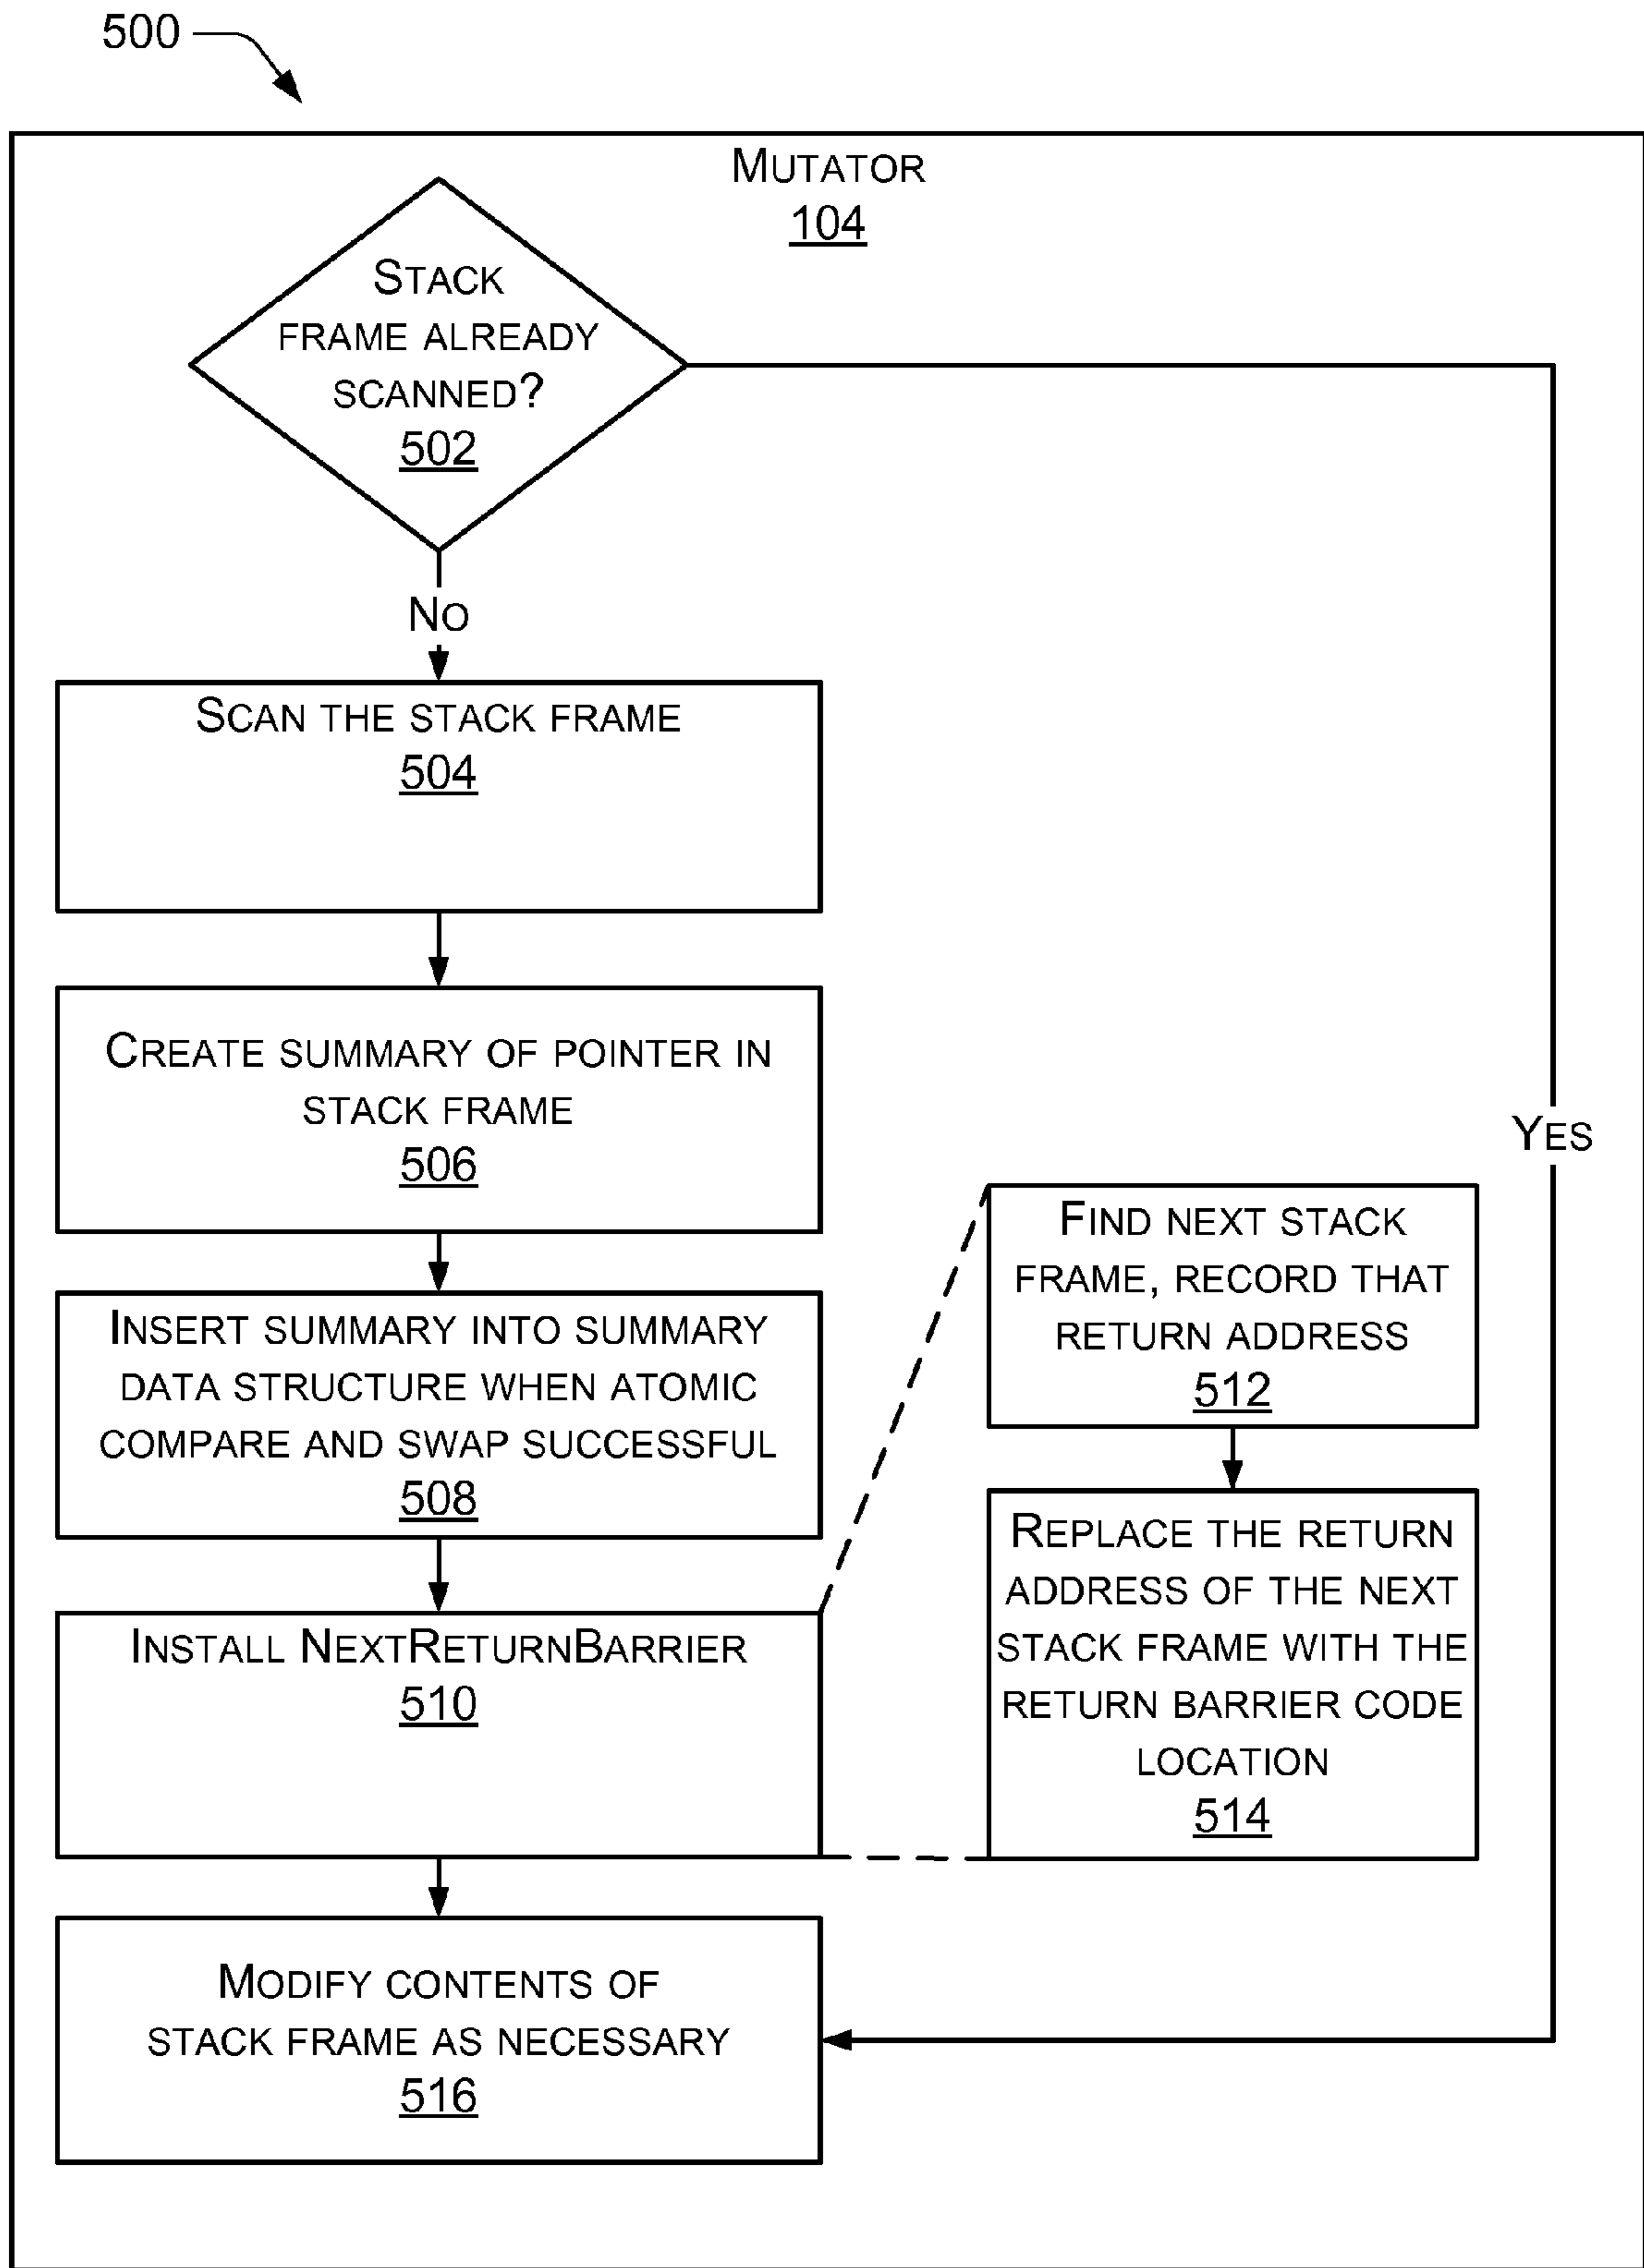 500
MUTATOR
104
STACK
FRAME ALREADY
SCANNED?
502
NO
SCAN THE STACK FRAME
504
CREATE SUMMARY OF POINTER IN
STACK FRAME
506
INSERT SUMMARY INTO SUMMARY
DATA STRUCTURE WHEN ATOMIC
COMPARE AND SWAP SUCCESSFUL
508
INSTALL NEXTRETURNBARRIER
510
FIND NEXT STACK
FRAME, RECORD THAT
RETURN ADDRESS
512
REPLACE THE RETURN
ADDRESS OF THE NEXT
STACK FRAME WITH THE
RETURN BARRIER CODE
LOCATION
514
YES
MODIFY CONTENTS OF
STACK FRAME AS NECESSARY
516